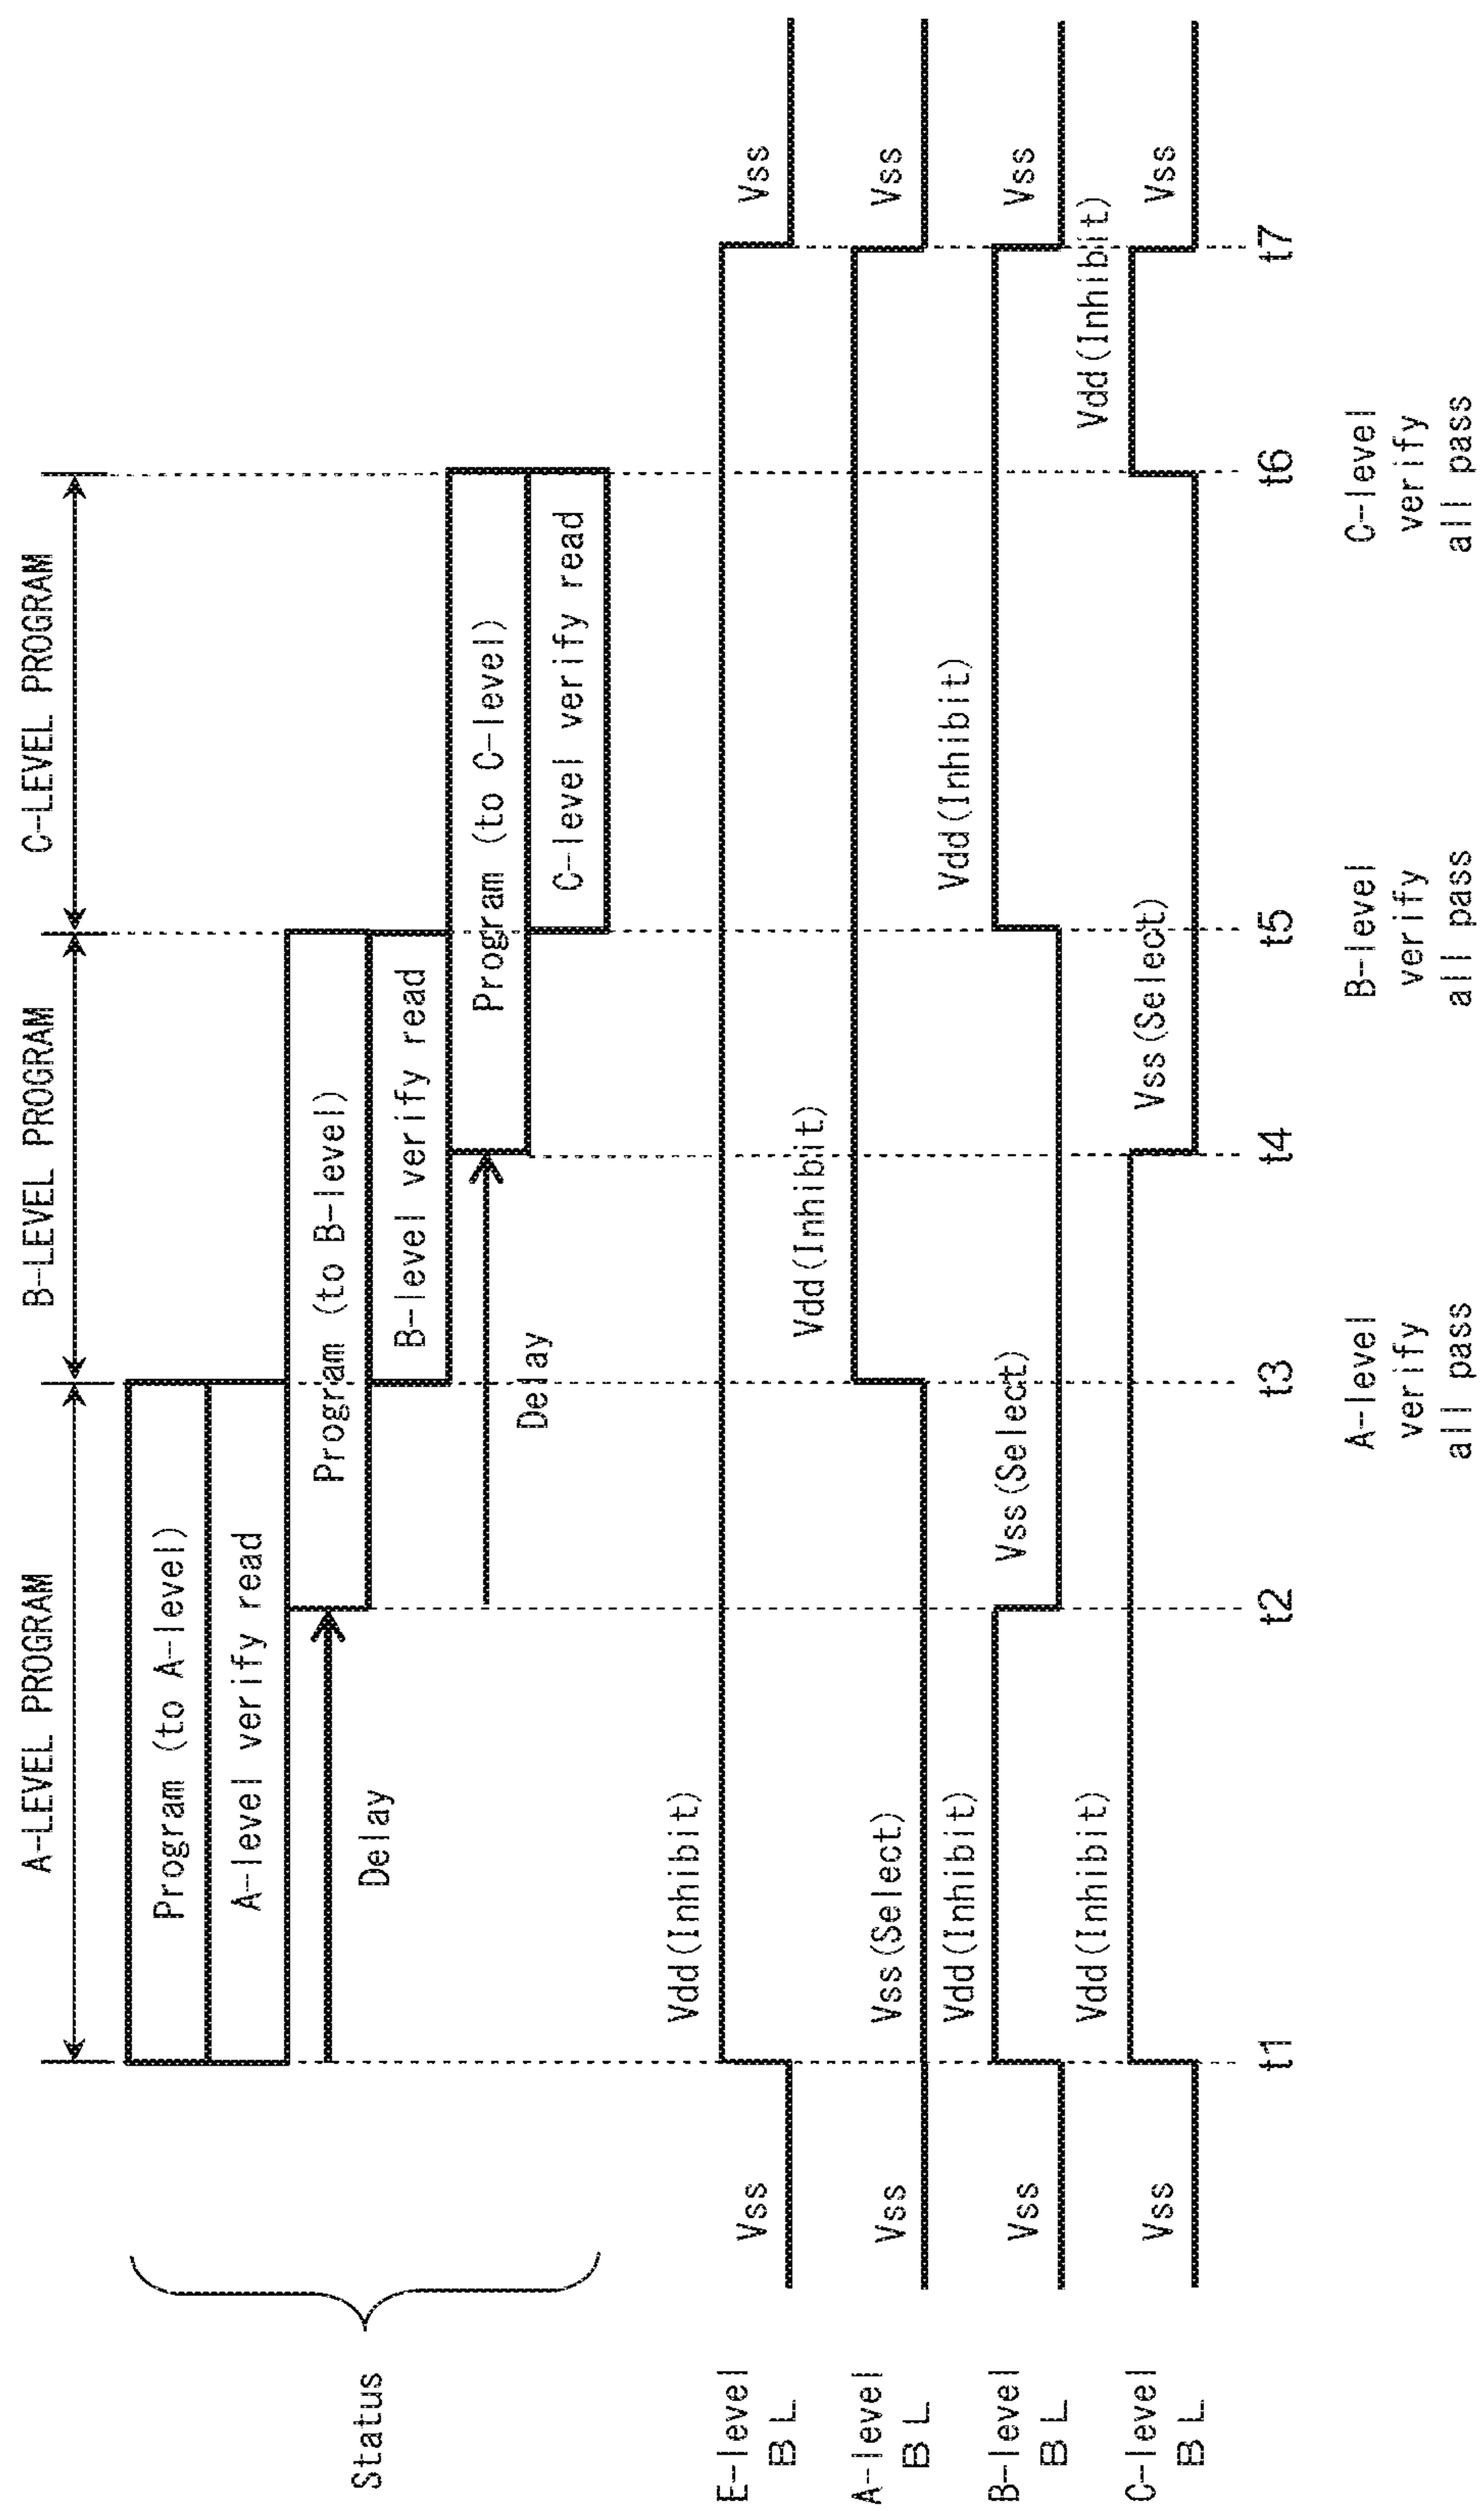 A-LEVEL PROGRAM
B-LEVEL PROGRAM
C-LEVEL PROGRAM
Status
Program (to A-level)
A-level verify read
Program (to B-level)
Delay
B-level verify read
Program (to C-level)
Delay
C-level verify read
E-level
BL
Vss
Vdd(Inhibit)
Vss
A-level
BL
Vss
Vss(Select)
Vdd(Inhibit)
Vss
B-level
BL
Vss
Vdd(Inhibit)
Vss(Select)
Vdd(Inhibit)
Vss
C-level
BL
Vss
Vdd(Inhibit)
Vss(Select)
Vdd(Inhibit)
Vss
t1
t2
t3
t4
t5
t6
t7
A-level
verify
all pass
B-level
verify
all pass
C-level
verify
all pass